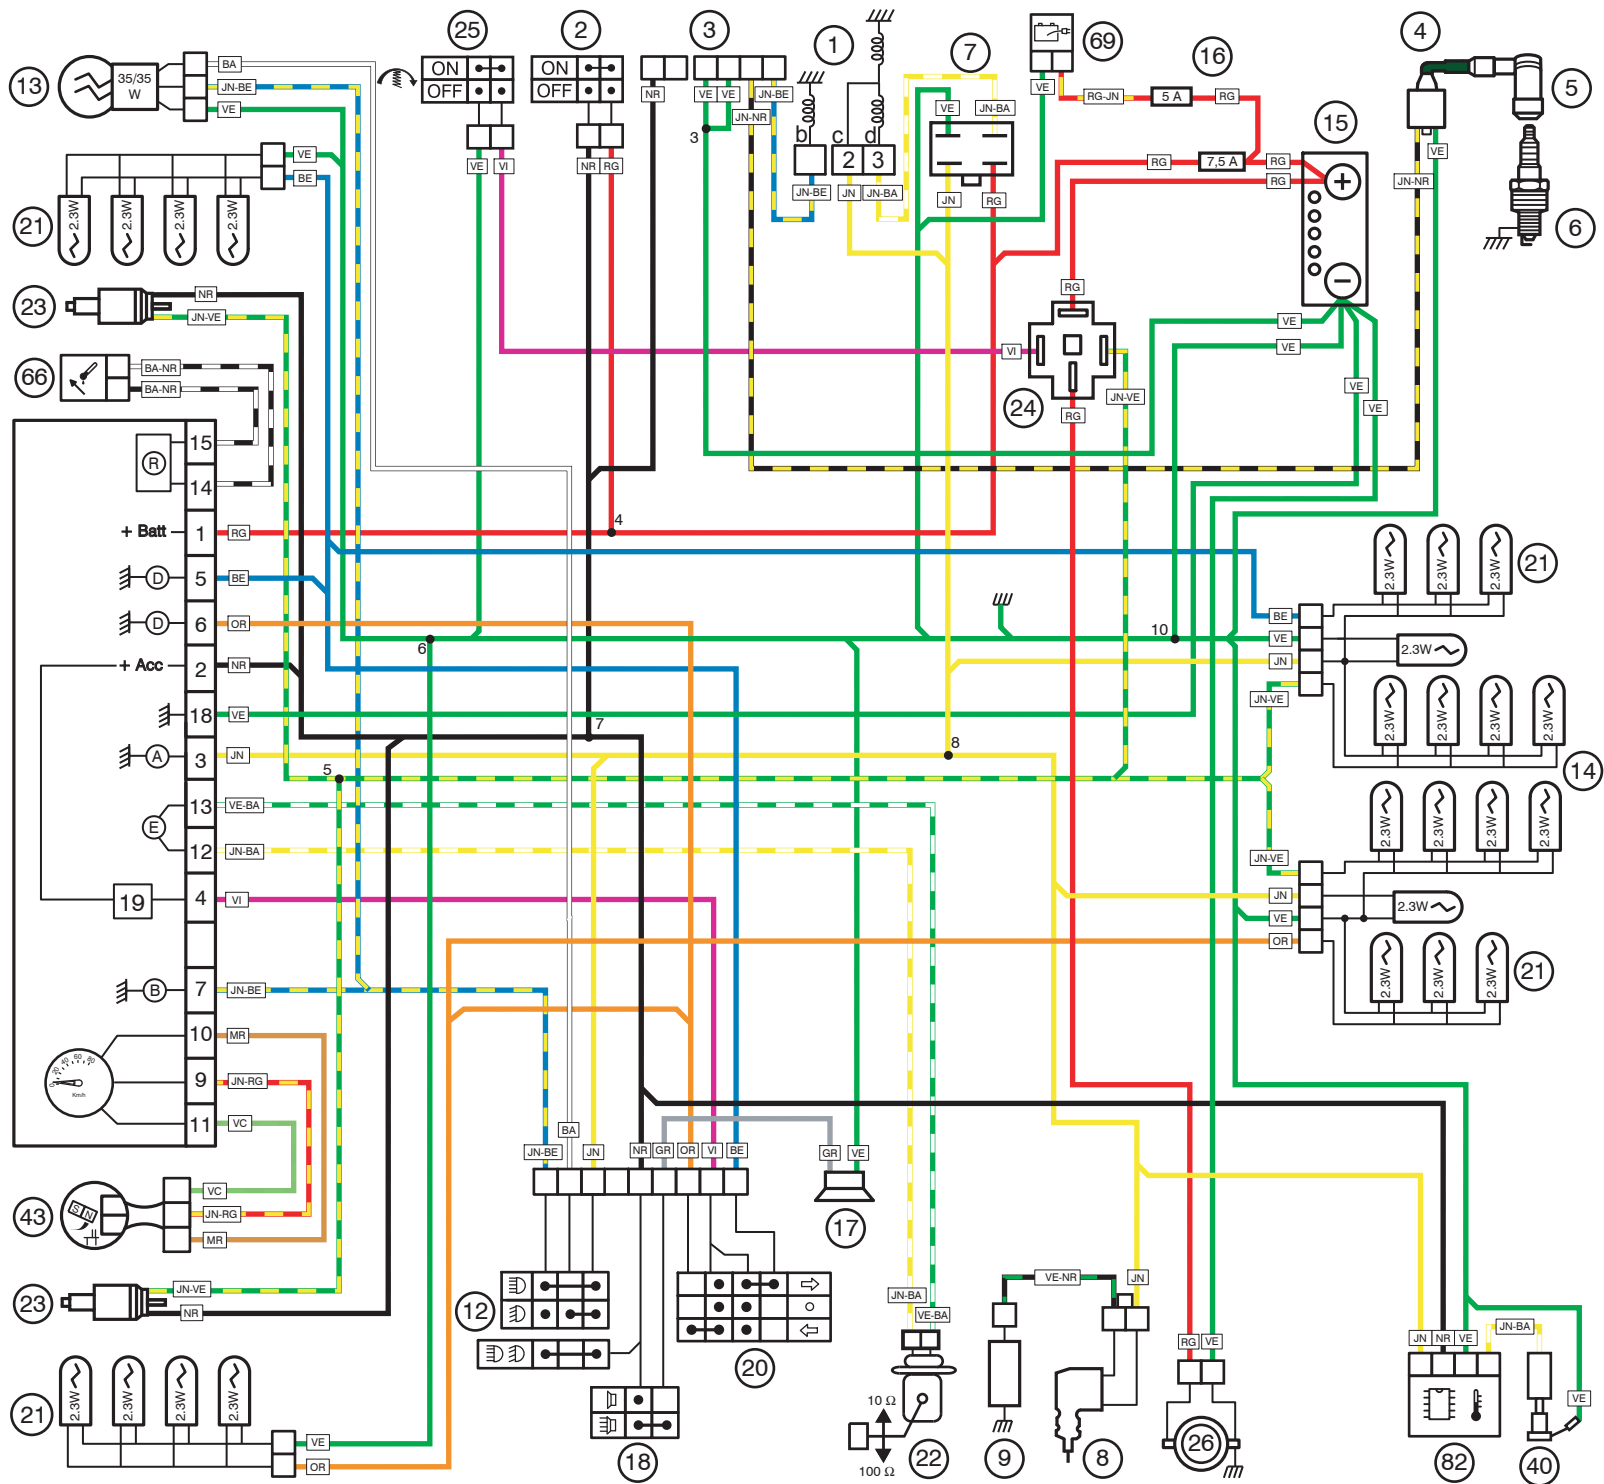 25
2
3
1
7
69
16
4
5
13
35/35
W
BA
JN-BE
VE
ON
OFF
ON
OFF
NR
VE
VE
JN-NR
JN-BE
3
b
c
d
2
3
JN-BE
JN
JN-BA
VE
JN-BA
JN
RG
VE
RG-JN
5 A
RG
15
RG
7,5 A
RG
RG
VE
JN-NR
6
VE
BE
VE
VI
NR
RG
2.3W
2.3W
2.3W
2.3W
21
23
NR
JN-VE
RG
VE
VE
VE
VE
66
BA-NR
BA-NR
VI
24
RG
JN-VE
15
R
14
+ Batt
1
RG
4
D
5
BE
D
6
OR
6
+ Acc
2
NR
18
VE
7
A
3
JN
8
5
10
13
VE-BA
E
12
JN-BA
19
4
VI
B
7
JN-BE
10
MR
9
JN-RG
11
VC
0
20
40
60
80
Km/h
2.3W
2.3W
2.3W
21
BE
VE
JN
2.3W
JN-VE
2.3W
2.3W
2.3W
2.3W
14
2.3W
2.3W
2.3W
2.3W
JN-VE
JN
VE
OR
2.3W
2.3W
2.3W
2.3W
21
43
S N
VC
JN-RG
MR
JN-BE
BA
JN
NR
GR
OR
VI
BE
GR
VE
17
23
JN-VE
NR
12
20
18
JN-BA
VE-BA
10 Ω
100 Ω
22
VE-NR
JN
9
8
RG
VE
26
JN
NR
VE
JN-BA
VE
82
40
2.3W
2.3W
2.3W
2.3W
21
VE
OR